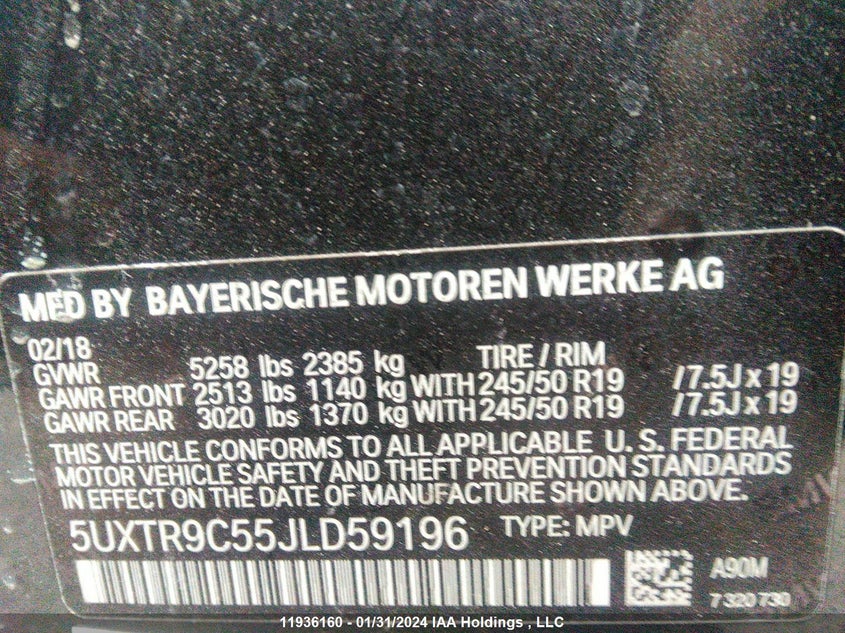 MFD BY BAYERISCHE MOTOREN WERKE AG
02/18
GVWR 5258 lbs 2385 kg TIRE / RIM
GAWR FRONT 2513 lbs 1140 kg WITH 245/50 R19 /7.5J x 19
GAWR REAR 3020 lbs 1370 kg WITH 245/50 R19 /7.5J x 19
THIS VEHICLE CONFORMS TO ALL APPLICABLE U. S. FEDERAL
MOTOR VEHICLE SAFETY AND THEFT PREVENTION STANDARDS
IN EFFECT ON THE DATE OF MANUFACTURE SHOWN ABOVE.
5UXTR9C55JLD59196 TYPE: MPV
A90M
7 320 730
11936160 - 01/31/2024 IAA Holdings , LLC